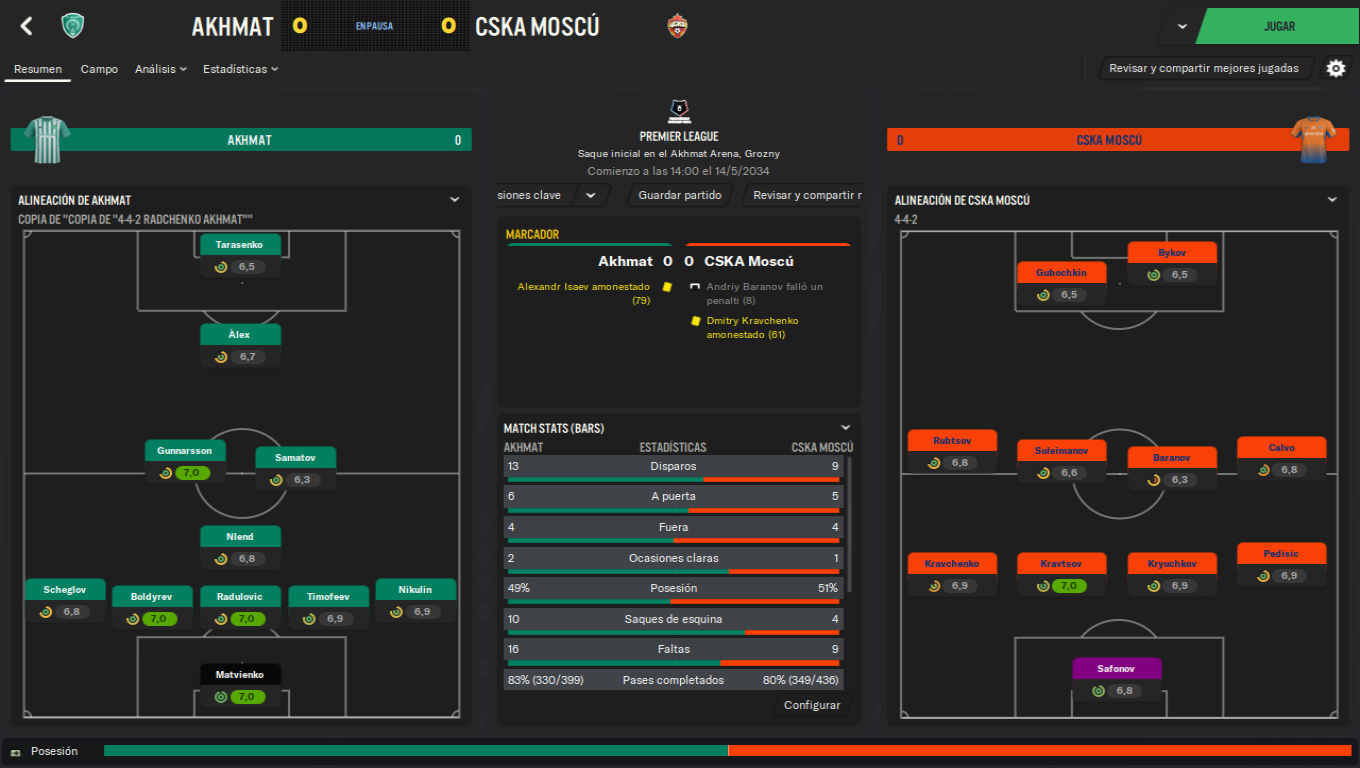 AKHMAT
0
EN PAUSA
0
CSKA MOSCÚ
JUGAR
Resumen
Campo
Análisis
Estadísticas
Revisar y compartir mejores jugadas
AKHMAT
0
PREMIER LEAGUE
Saque inicial en el Akhmat Arena, Grozny
Comienzo a las 14:00 el 14/5/2034
0
CSKA MOSCÚ
siones clave
Guardar partido
Revisar y compartir r
ALINEACIÓN DE AKHMAT
COPIA DE "COPIA DE "4-4-2 RADCHENKO AKHMAT""
Tarasenko
6,5
Àlex
6,7
Gunnarsson
7,0
Samatov
6,3
Nlend
6,8
Scheglov
6,8
Boldyrev
7,0
Radulovic
7,0
Timofeev
6,9
Nikulin
6,9
Matvienko
7,0
MARCADOR
Akhmat 0 0 CSKA Moscú
Alexandr Isaev amonestado
(79)
Andriy Baranov falló un
penalti (8)
Dmitry Kravchenko
amonestado (61)
MATCH STATS (BARS)
AKHMAT ESTADÍSTICAS CSKA MOSCÚ
13 Disparos 9
6 A puerta 5
4 Fuera 4
2 Ocasiones claras 1
49% Posesión 51%
10 Saques de esquina 4
16 Faltas 9
83% (330/399) Pases completados 80% (349/436)
Configurar
ALINEACIÓN DE CSKA MOSCÚ
4-4-2
Bykov
6,5
Gubochkin
6,5
Rubtsov
6,8
Suleimanov
6,6
Baranov
6,3
Calvo
6,8
Kravchenko
6,9
Kravtsov
7,0
Kryuchkov
6,9
Pedisic
6,9
Safonov
6,8
Posesión